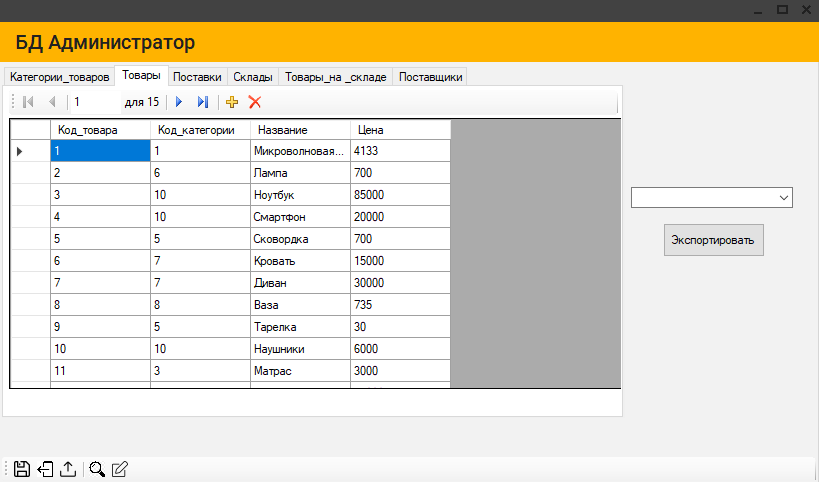 БД Администратор
Категории_товаров Товары Поставки Склады Товары_на _складе Поставщики
1 для 15
Код_товара Код_категории Название Цена
1 1 Микроволновая... 4133
2 6 Лампа 700
3 10 Ноутбук 85000
4 10 Смартфон 20000
5 5 Сковордка 700
6 7 Кровать 15000
7 7 Диван 30000
8 8 Ваза 735
9 5 Тарелка 30
10 10 Наушники 6000
11 3 Матрас 3000
Экспортировать